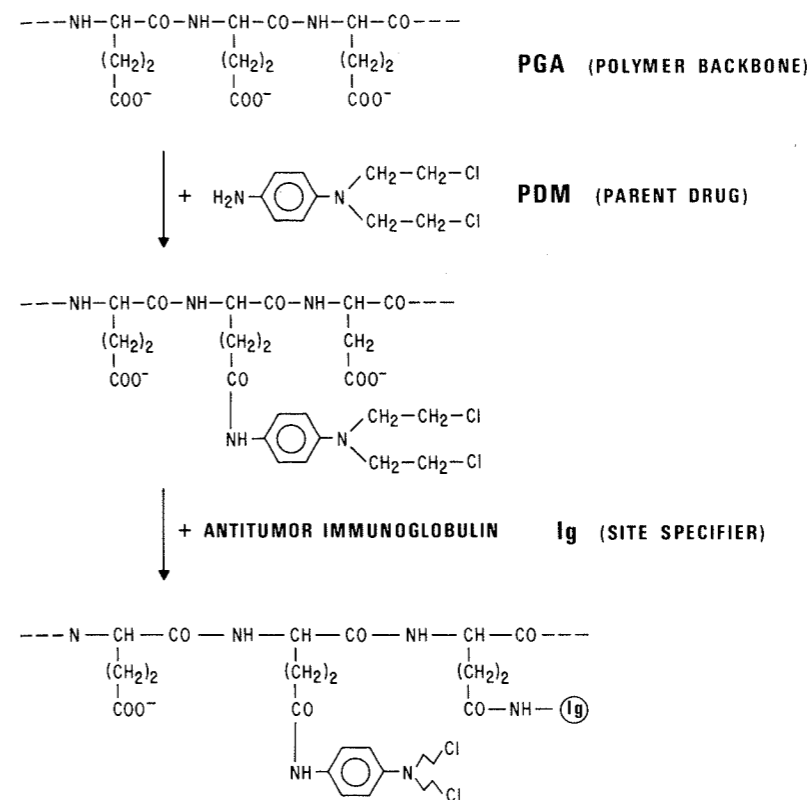 ---NH—CH—CO—NH—CH—CO—NH—CH—CO---
(CH₂)₂ (CH₂)₂ (CH₂)₂
COO⁻ COO⁻ COO⁻
PGA (POLYMER BACKBONE)
CH₂—CH₂—Cl
+ H₂N N PDM (PARENT DRUG)
CH₂—CH₂—Cl
---NH—CH—CO—NH—CH—CO—NH—CH—CO---
(CH₂)₂ (CH₂)₂ CH₂
COO⁻ CO COO⁻
CH₂—CH₂—Cl
NH N
CH₂—CH₂—Cl
+ ANTITUMOR IMMUNOGLOBULIN Ig (SITE SPECIFIER)
---N—CH—CO—NH—CH—CO—NH—CH—CO---
(CH₂)₂ (CH₂)₂ (CH₂)₂
COO⁻ CO CO—NH—Ig
Cl
NH N
Cl